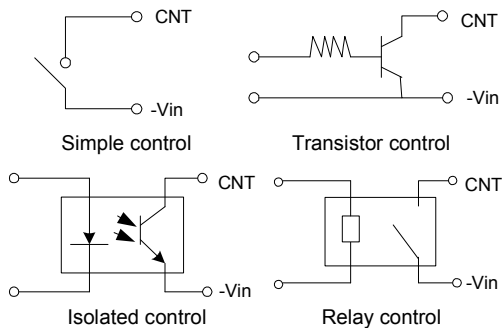 CNT
-Vin
Simple control
CNT
-Vin
Transistor control
CNT
-Vin
Isolated control
CNT
-Vin
Relay control